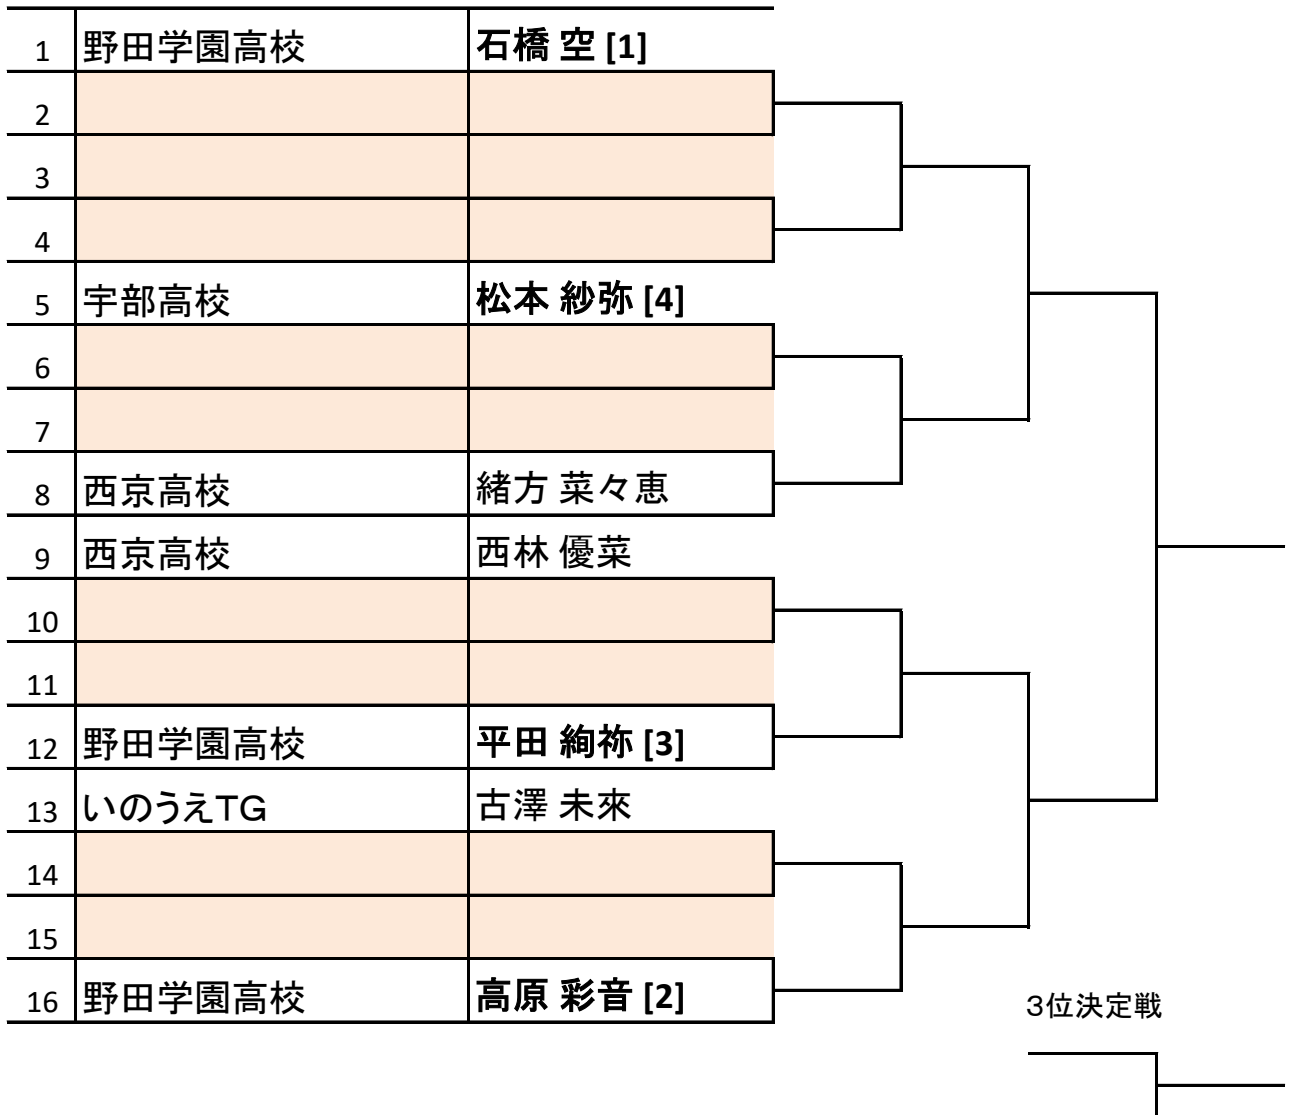 1 野田学園高校 石橋 空 [1]
2
3
4
5 宇部高校 松本 紗弥 [4]
6
7
8 西京高校 緒方 菜々恵
9 西京高校 西林 優菜
10
11
12 野田学園高校 平田 絢祢 [3]
13 いのうえTG 古澤 未來
14
15
16 野田学園高校 高原 彩音 [2]
3位決定戦